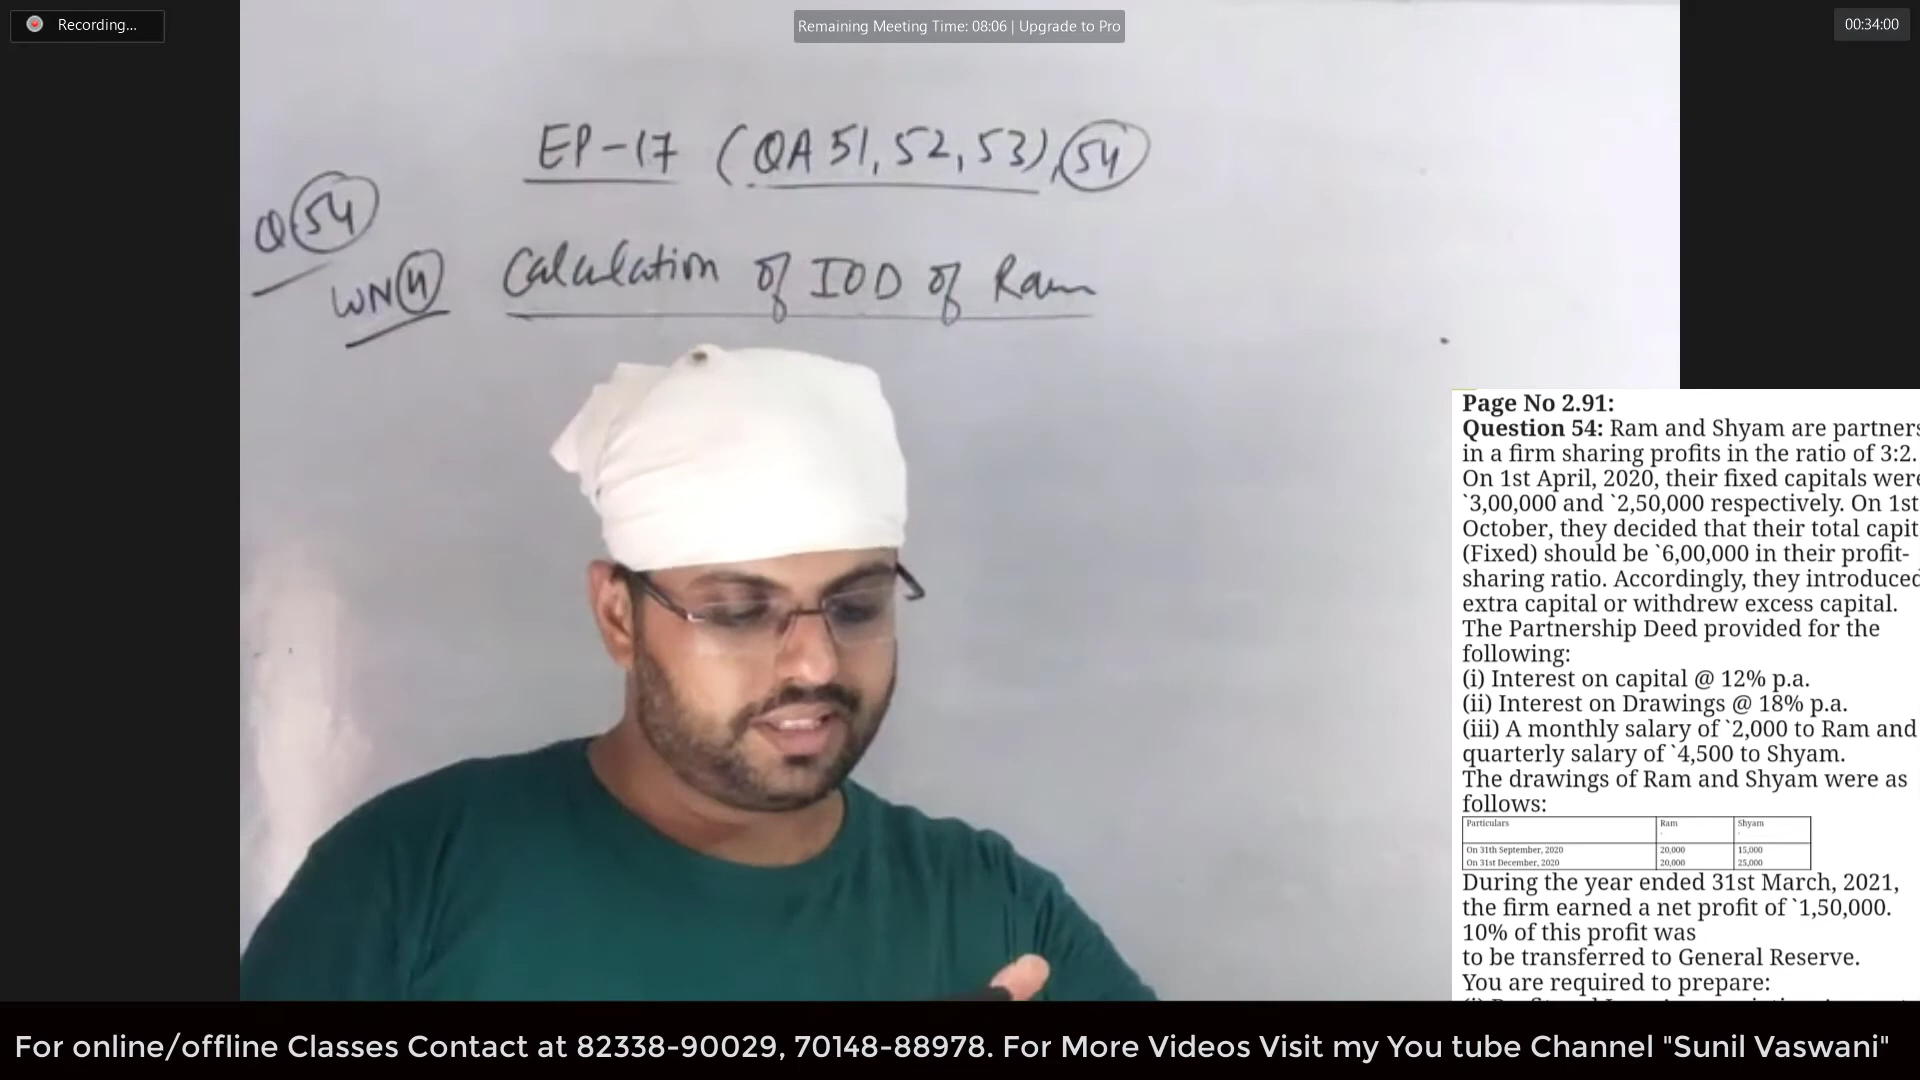 Recording...
Remaining Meeting Time: 08:06 | Upgrade to Pro
00:34:00
EP-17 (QA 51, 52, 53), 54
Q 54
WN 4 Calculation of IOD of Ram
Page No 2.91:
Question 54: Ram and Shyam are partners
in a firm sharing profits in the ratio of 3:2.
On 1st April, 2020, their fixed capitals were
`3,00,000 and `2,50,000 respectively. On 1st
October, they decided that their total capit
(Fixed) should be `6,00,000 in their profit-
sharing ratio. Accordingly, they introduced
extra capital or withdrew excess capital.
The Partnership Deed provided for the
following:
(i) Interest on capital @ 12% p.a.
(ii) Interest on Drawings @ 18% p.a.
(iii) A monthly salary of `2,000 to Ram and
quarterly salary of `4,500 to Shyam.
The drawings of Ram and Shyam were as
follows:
Particulars Ram Shyam
On 31th September, 2020 20,000 15,000
On 31st December, 2020 20,000 25,000
During the year ended 31st March, 2021,
the firm earned a net profit of `1,50,000.
10% of this profit was
to be transferred to General Reserve.
You are required to prepare:
For online/offline Classes Contact at 82338-90029, 70148-88978. For More Videos Visit my You tube Channel "Sunil Vaswani"